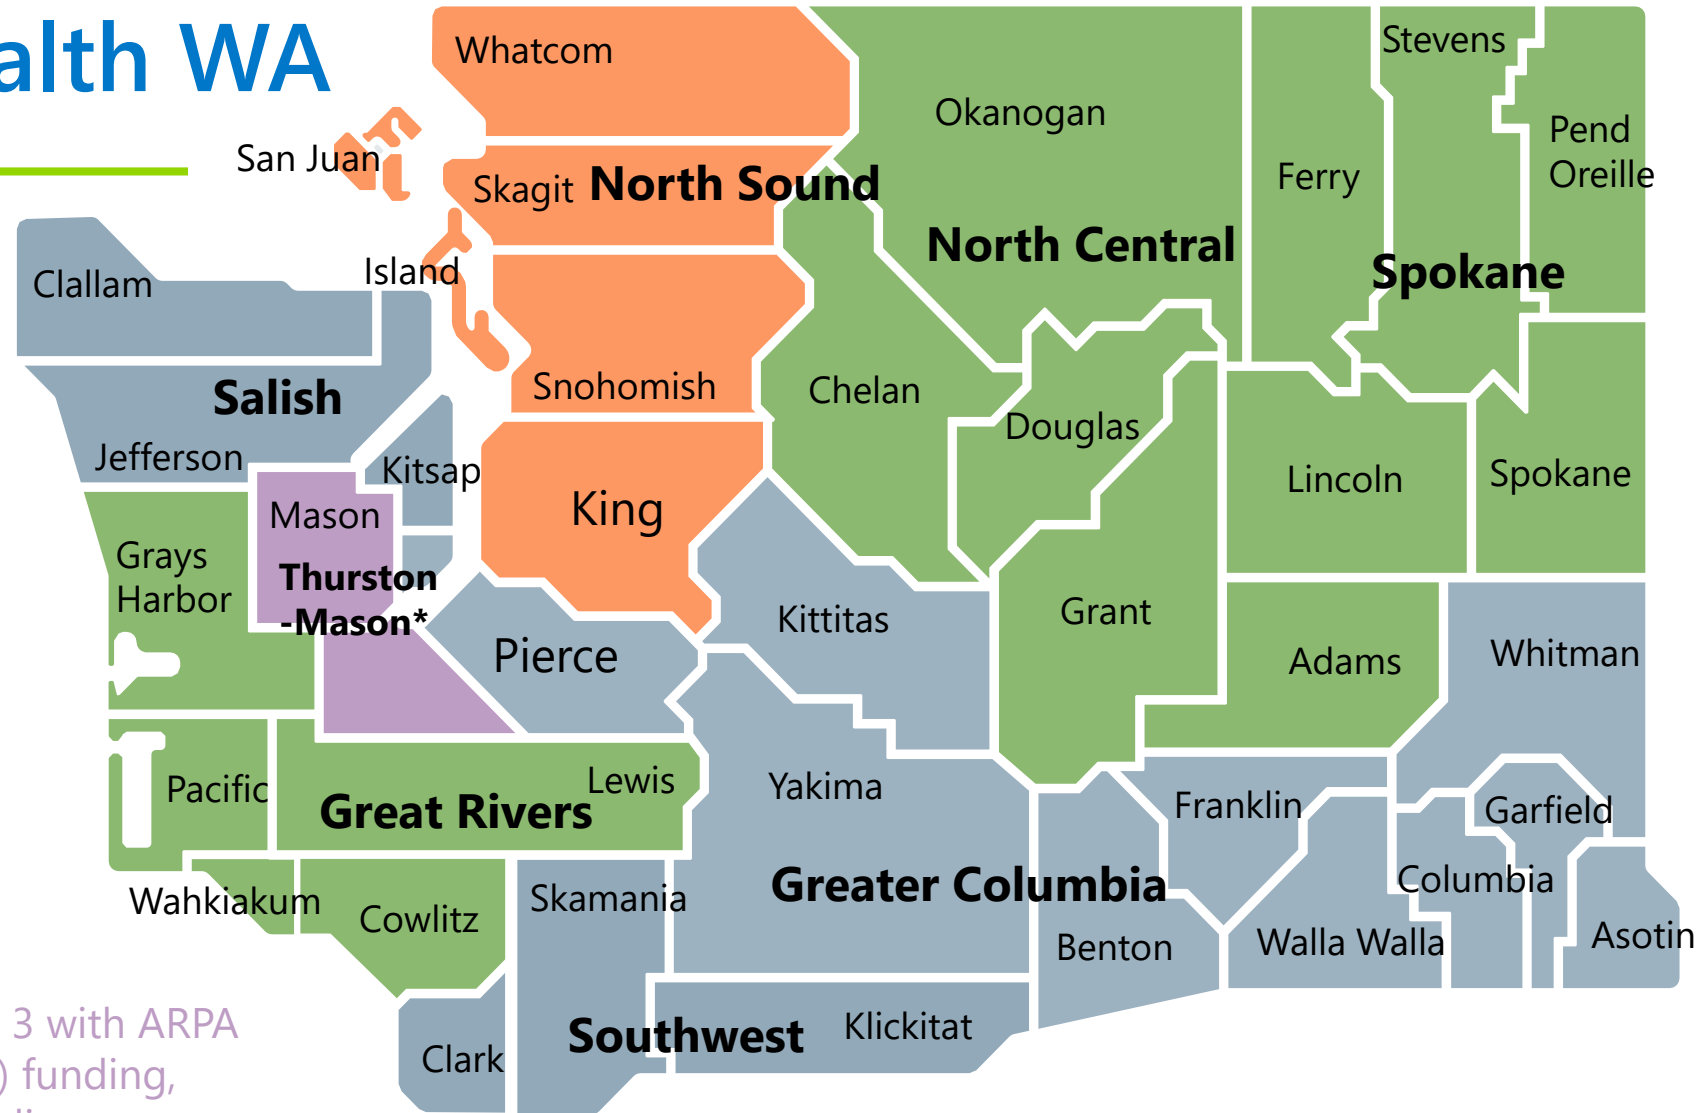 alth WA
Whatcom
Stevens
Okanogan
Pend
Oreille
San Juan
Skagit
North Sound
Ferry
North Central
Spokane
Island
Clallam
Snohomish
Chelan
Salish
Douglas
Jefferson
Kitsap
Lincoln
Spokane
Mason
King
Grays
Harbor
Thurston
-Mason*
Kittitas
Grant
Pierce
Adams
Whitman
Pacific
Lewis
Yakima
Great Rivers
Franklin
Garfield
Wahkiakum
Cowlitz
Skamania
Greater Columbia
Columbia
Benton
Walla Walla
Asotin
3 with ARPA
) funding,
Southwest
Klickitat
Clark